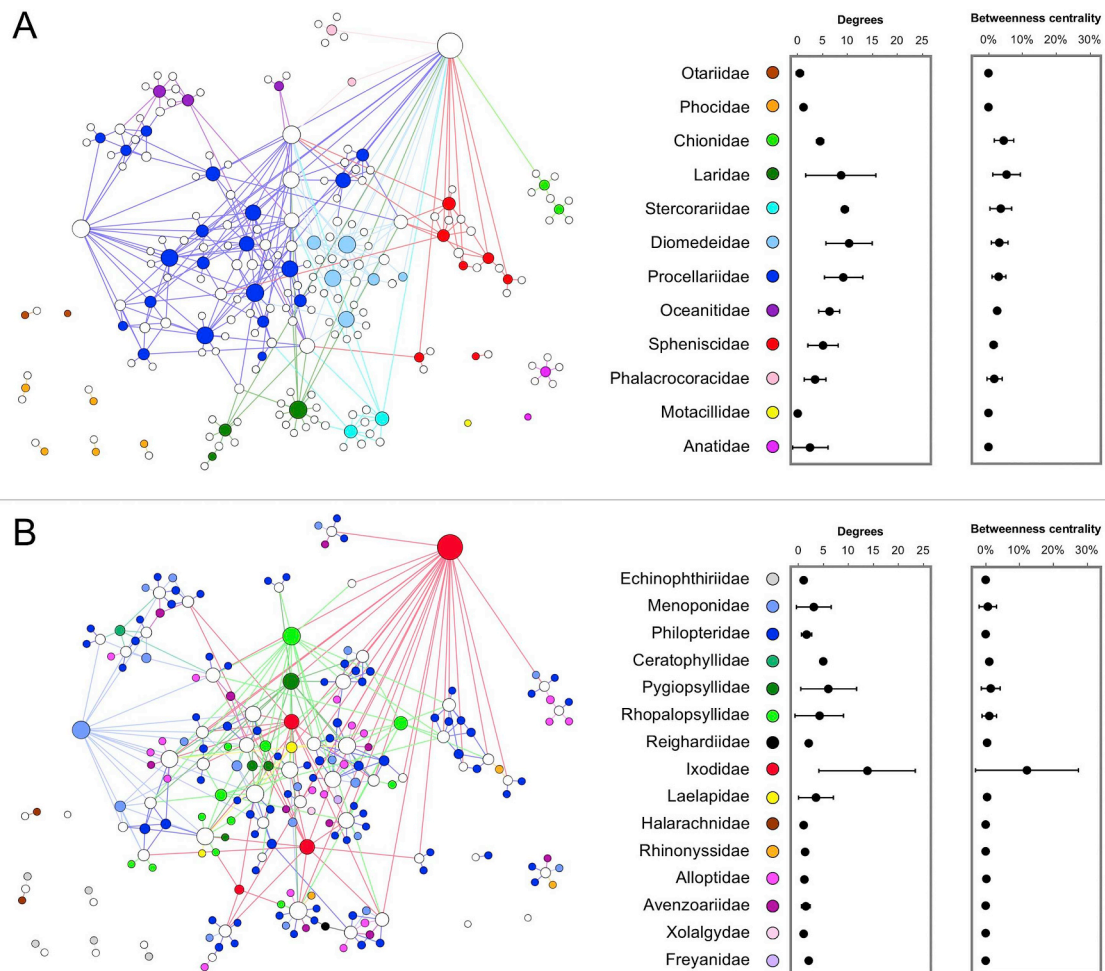 A
Degrees
Betweenness centrality
0 5 10 15 20 25
0% 10% 20% 30%
Otariidae
Phocidae
Chionidae
Laridae
Stercorariidae
Diomedeidae
Procellariidae
Oceanitidae
Spheniscidae
Phalacrocoracidae
Motacillidae
Anatidae
B
Degrees
Betweenness centrality
0 5 10 15 20 25
0% 10% 20% 30%
Echinophthiriidae
Menoponidae
Philopteridae
Ceratophyllidae
Pygiopsyllidae
Rhopalopsyllidae
Reighardiidae
Ixodidae
Laelapidae
Halarachnidae
Rhinonyssidae
Alloptidae
Avenzoariidae
Xolalgydae
Freyanidae